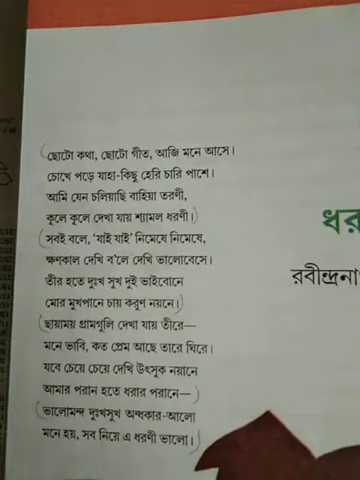 ছোটো কথা, ছোটো গীত, আজি মনে আসে।
চোখে পড়ে যাহা-কিছু হেরি চারি পাশে।
আমি যেন চলিয়াছি বাহিয়া তরণী,
কূলে কূলে দেখা যায় শ্যামল ধরণী।
সবই বলে, 'যাই যাই' নিমেষে নিমেষে,
ক্ষণকাল দেখি ব'লে দেখি ভালোবেসে।
তীর হতে দুঃখ সুখ দুই ভাইবোনে
মোর মুখপানে চায় করুণ নয়নে।
ছায়াময় গ্রামগুলি দেখা যায় তীরে—
মনে ভাবি, কত প্রেম আছে তারে ঘিরে।
যবে চেয়ে চেয়ে দেখি উৎসুক নয়ানে
আমার পরান হতে ধরার পরানে—
ভালোমন্দ দুঃখসুখ অন্ধকার-আলো
মনে হয়, সব নিয়ে এ ধরণী ভালো।
ধর
রবীন্দ্রনা